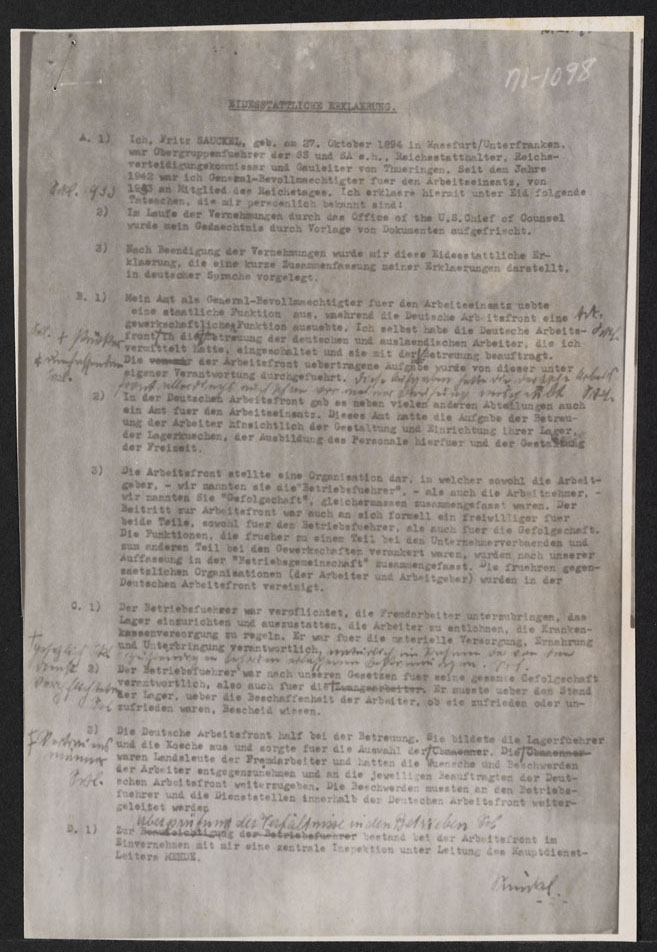 NI-1098
EIDESSTATTLICHE ERKLAERUNG.
A. 1) Ich, Fritz SAUCKEL, geb. am 27. Oktober 1894 in Hassfurt/Unterfranken,
war Obergruppenfuehrer der SS und SA e.h., Reichsstatthalter, Reichs-
verteidigungskommissar und Gauleiter von Thueringen. Seit dem Jahre
1942 war ich General-Bevollmaechtigter fuer den Arbeitseinsatz, von
1933 an Mitglied des Reichstages. Ich erklaere hiermit unter Eid folgende
Tatsachen, die mir persoenlich bekannt sind:
2) Im Laufe der Vernehmungen durch das Office of the U.S.Chief of Counsel
wurde mein Gedaechtnis durch Vorlage von Dokumenten aufgefrischt.
3) Nach Beendigung der Vernehmungen wurde mir diese Eidesstattliche Er-
klaerung, die eine kurze Zusammenfassung meiner Erklaerungen darstellt,
in deutscher Sprache vorgelegt.
B. 1) Mein Amt als General-Bevollmaechtigter fuer den Arbeitseinsatz uebte
eine staatliche Funktion aus, waehrend die Deutsche Arbeitsfront eine
gewerkschaftliche Funktion ausuebte. Ich selbst habe die Deutsche Arbeits-
front in die Betreuung der deutschen und auslaendischen Arbeiter, die ich
vermittelt hatte, eingeschaltet und sie mit der Betreuung beauftragt.
Die der Arbeitsfront uebertragene Aufgabe wurde von dieser unter
eigener Verantwortung durchgefuehrt.
2) In der Deutschen Arbeitsfront gab es neben vielen anderen Abteilungen auch
ein Amt fuer den Arbeitseinsatz. Dieses Amt hatte die Aufgabe der Betreu-
ung der Arbeiter hinsichtlich der Gestaltung und Einrichtung ihrer Lager,
der Lagerkuechen, der Ausbildung des Personals hierfuer und der Gestaltung
der Freizeit.
3) Die Arbeitsfront stellte eine Organisation dar, in welcher sowohl die Arbeit-
geber, - wir nannten sie die "Betriebsfuehrer", - als auch die Arbeitnehmer, -
wir nannten Sie "Gefolgschaft", gleichermassen zusammengefasst waren. Der
Beitritt zur Arbeitsfront war auch an sich formell ein freiwilliger fuer
beide Teile, sowohl fuer den Betriebsfuehrer, als auch fuer die Gefolgschaft.
Die Funktionen, die frueher zu einem Teil bei den Unternehmerverbaenden und
zum anderen Teil bei den Gewerkschaften verankert waren, wurden nach unserer
Auffassung in der "Betriebsgemeinschaft" zusammengefasst. Die fruehren gegen-
saetzlichen Organisationen (der Arbeiter und Arbeitgeber) wurden in der
Deutschen Arbeitsfront vereinigt.
C. 1) Der Betriebsfuehrer war verpflichtet, die Fremdarbeiter unterzubringen, das
Lager einzurichten und auszustatten, die Arbeiter zu entlohnen, die Kranken-
kassenversorgung zu regeln. Er war fuer die materielle Versorgung, Ernaehrung
und Unterbringung verantwortlich,
2) Der Betriebsfuehrer war nach unseren Gesetzen fuer seine gesamte Gefolgschaft
verantwortlich, also auch fuer die Zwangsarbeiter. Er musste ueber den Stand
der Lager, ueber die Beschaffenheit der Arbeiter, ob sie zufrieden oder un-
zufrieden waren, Bescheid wissen.
3) Die Deutsche Arbeitsfront half bei der Betreuung. Sie bildete die Lagerfuehrer
und die Koeche aus und sorgte fuer die Auswahl der Obmaenner. Die Obmaenner
waren Landsleute der Fremdarbeiter und hatten die Wuensche und Beschwerden
der Arbeiter entgegenzunehmen und an die jeweiligen Beauftragten der Deut-
schen Arbeitsfront weiterzugeben. Die Beschwerden mussten an den Betriebs-
fuehrer und die Dienststellen innerhalb der Deutschen Arbeitsfront weiter-
geleitet werden
Überprüfung der Verhältnisse in den Betrieben
D. 1) Zur Beaufsichtigung der Betriebsfuehrer bestand bei der Arbeitsfront im
Einvernehmen mit mir eine zentrale Inspektion unter Leitung des Hauptdienst-
Leiters MENDE.
Sauckel.